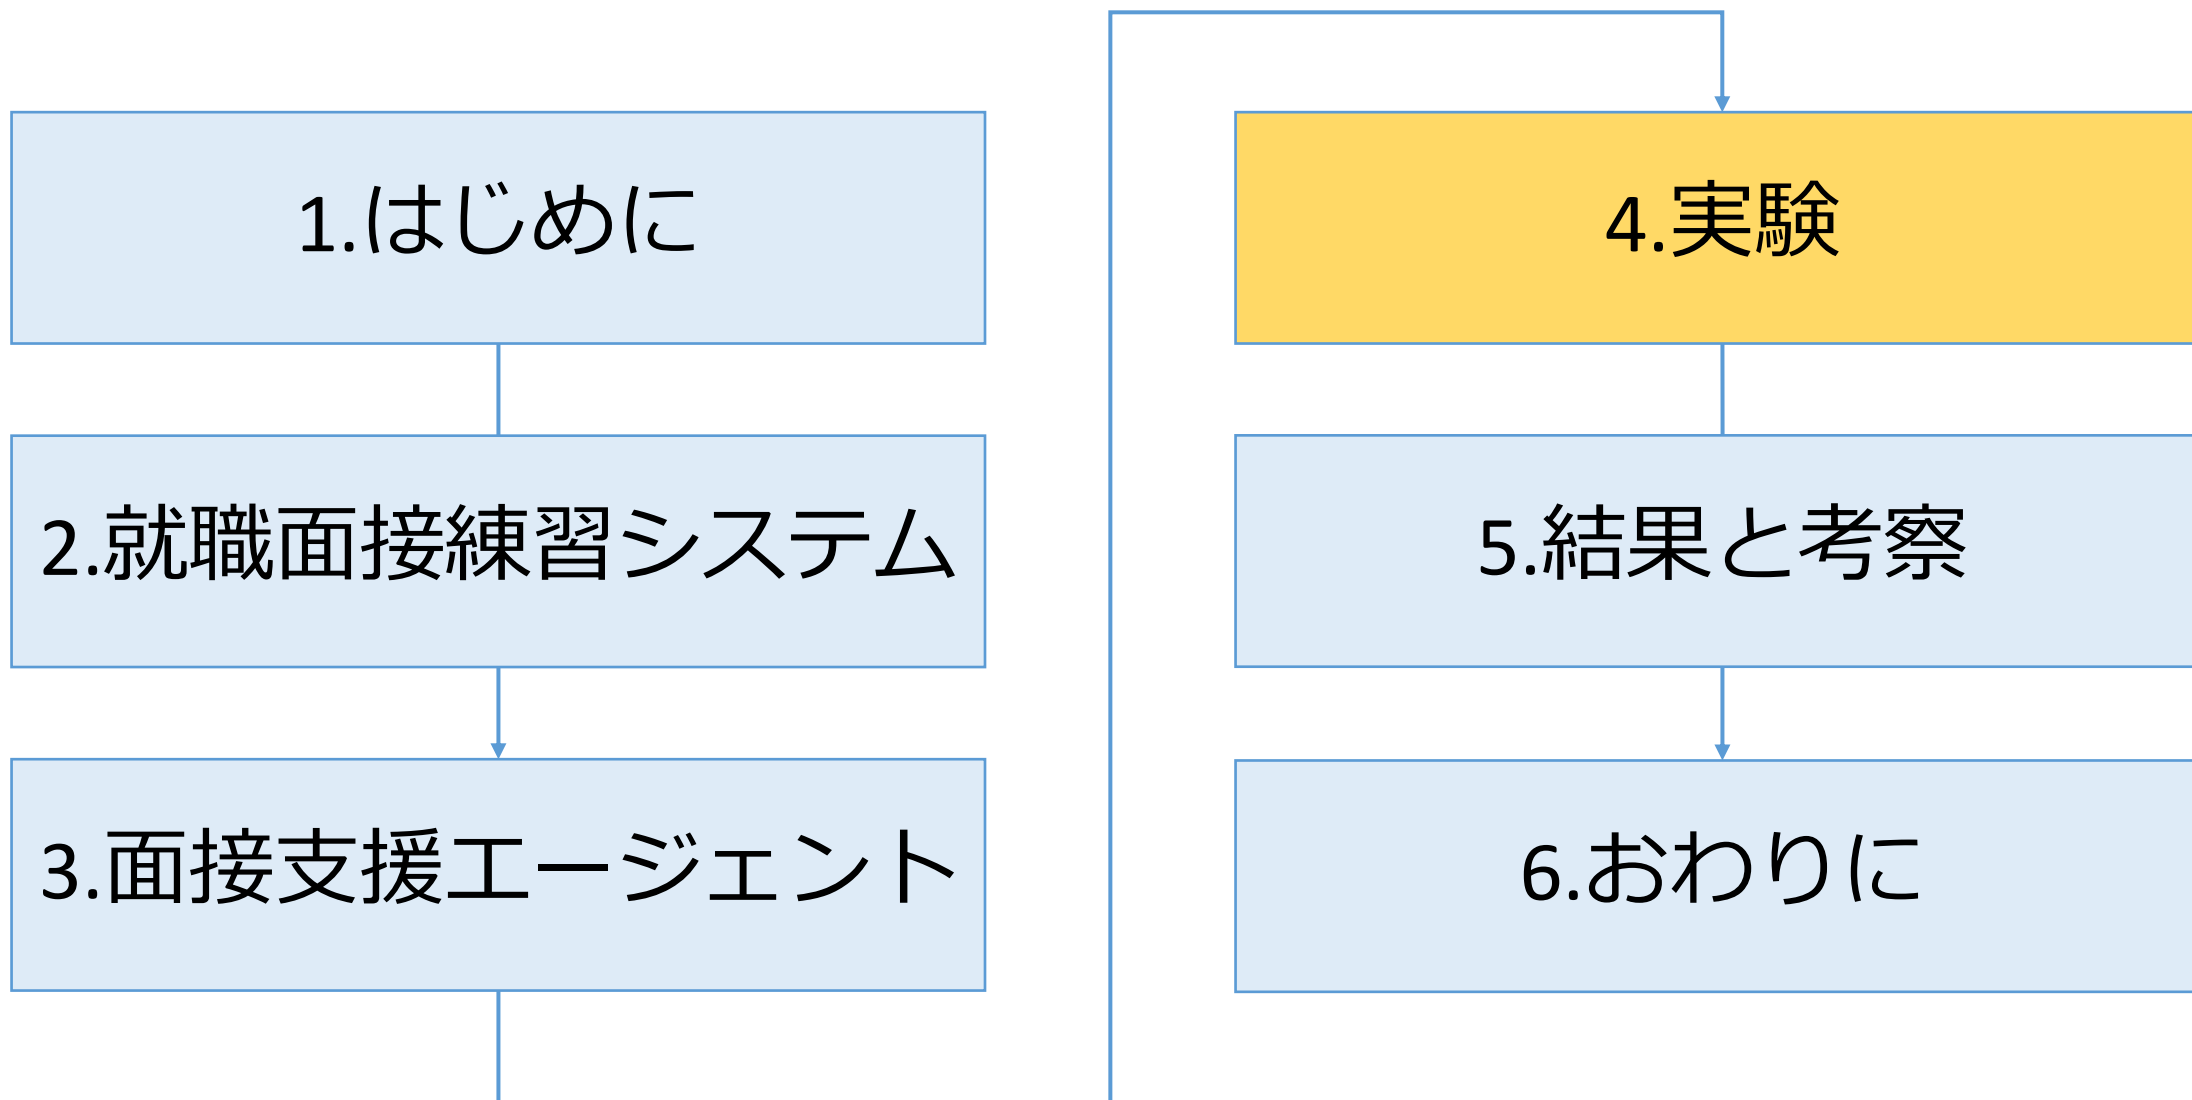 1.はじめに
2.就職面接練習システム
3.面接支援エージェント
4.実験
5.結果と考察
6.おわりに